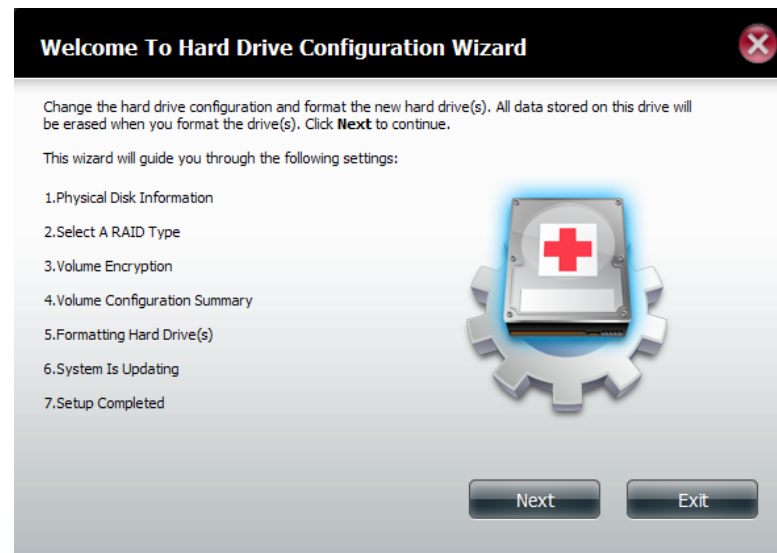 Welcome To Hard Drive Configuration Wizard
Change the hard drive configuration and format the new hard drive(s). All data stored on this drive will
be erased when you format the drive(s). Click Next to continue.
This wizard will guide you through the following settings:
1.Physical Disk Information
2.Select A RAID Type
3.Volume Encryption
4.Volume Configuration Summary
5.Formatting Hard Drive(s)
6.System Is Updating
7.Setup Completed
Next
Exit